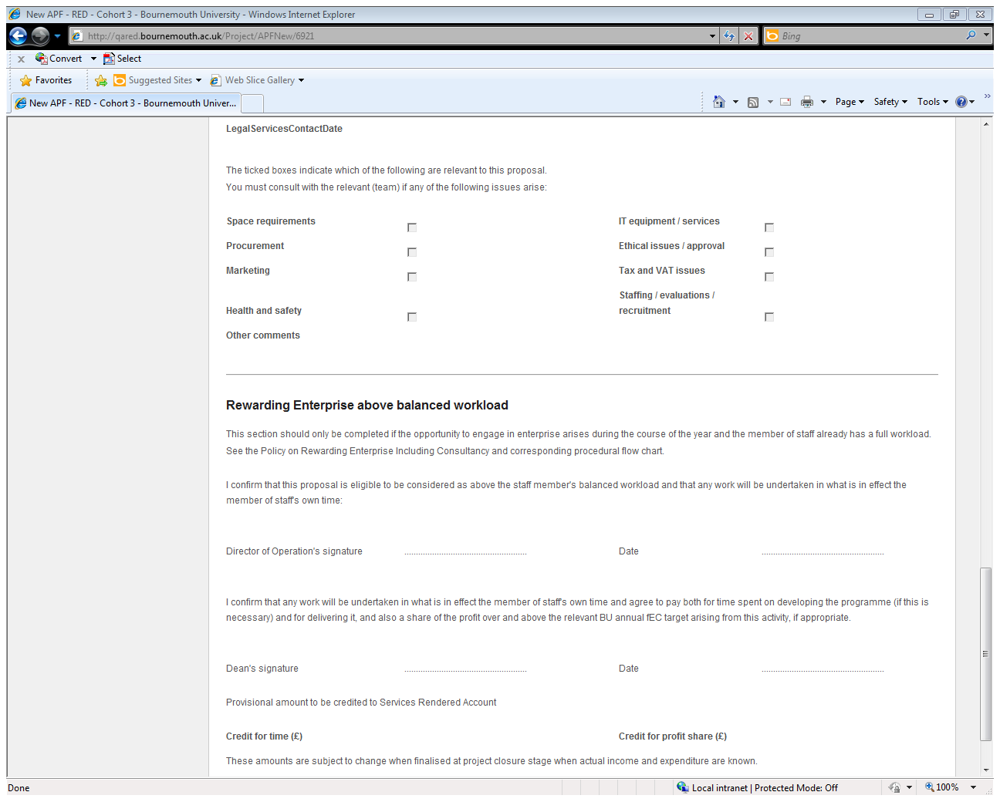 New APF - RED - Cohort 3 - Bournemouth University - Windows Internet Explorer
http://qared.bournemouth.ac.uk/Project/APFNew/6921
Bing
x Convert Select
Favorites Suggested Sites Web Slice Gallery
New APF - RED - Cohort 3 - Bournemouth Univer... Page Safety Tools
LegalServicesContactDate
The ticked boxes indicate which of the following are relevant to this proposal.
You must consult with the relevant (team) if any of the following issues arise:
Space requirements IT equipment / services
Procurement Ethical issues / approval
Marketing Tax and VAT issues
Staffing / evaluations /
Health and safety recruitment
Other comments
Rewarding Enterprise above balanced workload
This section should only be completed if the opportunity to engage in enterprise arises during the course of the year and the member of staff already has a full workload.
See the Policy on Rewarding Enterprise Including Consultancy and corresponding procedural flow chart.
I confirm that this proposal is eligible to be considered as above the staff member's balanced workload and that any work will be undertaken in what is in effect the
member of staff's own time:
Director of Operation's signature ..................................................... Date .....................................................
I confirm that any work will be undertaken in what is in effect the member of staff's own time and agree to pay both for time spent on developing the programme (if this is
necessary) and for delivering it, and also a share of the profit over and above the relevant BU annual fEC target arising from this activity, if appropriate.
Dean's signature ..................................................... Date .....................................................
Provisional amount to be credited to Services Rendered Account
Credit for time (£) Credit for profit share (£)
These amounts are subject to change when finalised at project closure stage when actual income and expenditure are known.
Done Local intranet | Protected Mode: Off 100%